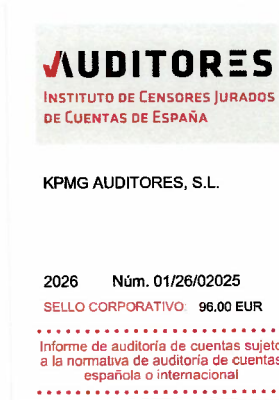 AUDITORES
INSTITUTO DE CENSORES JURADOS
DE CUENTAS DE ESPAÑA
KPMG AUDITORES, S.L.
2026 Núm. 01/26/02025
SELLO CORPORATIVO: 96.00 EUR
Informe de auditoría de cuentas sujeto
a la normativa de auditoría de cuentas
española o internacional